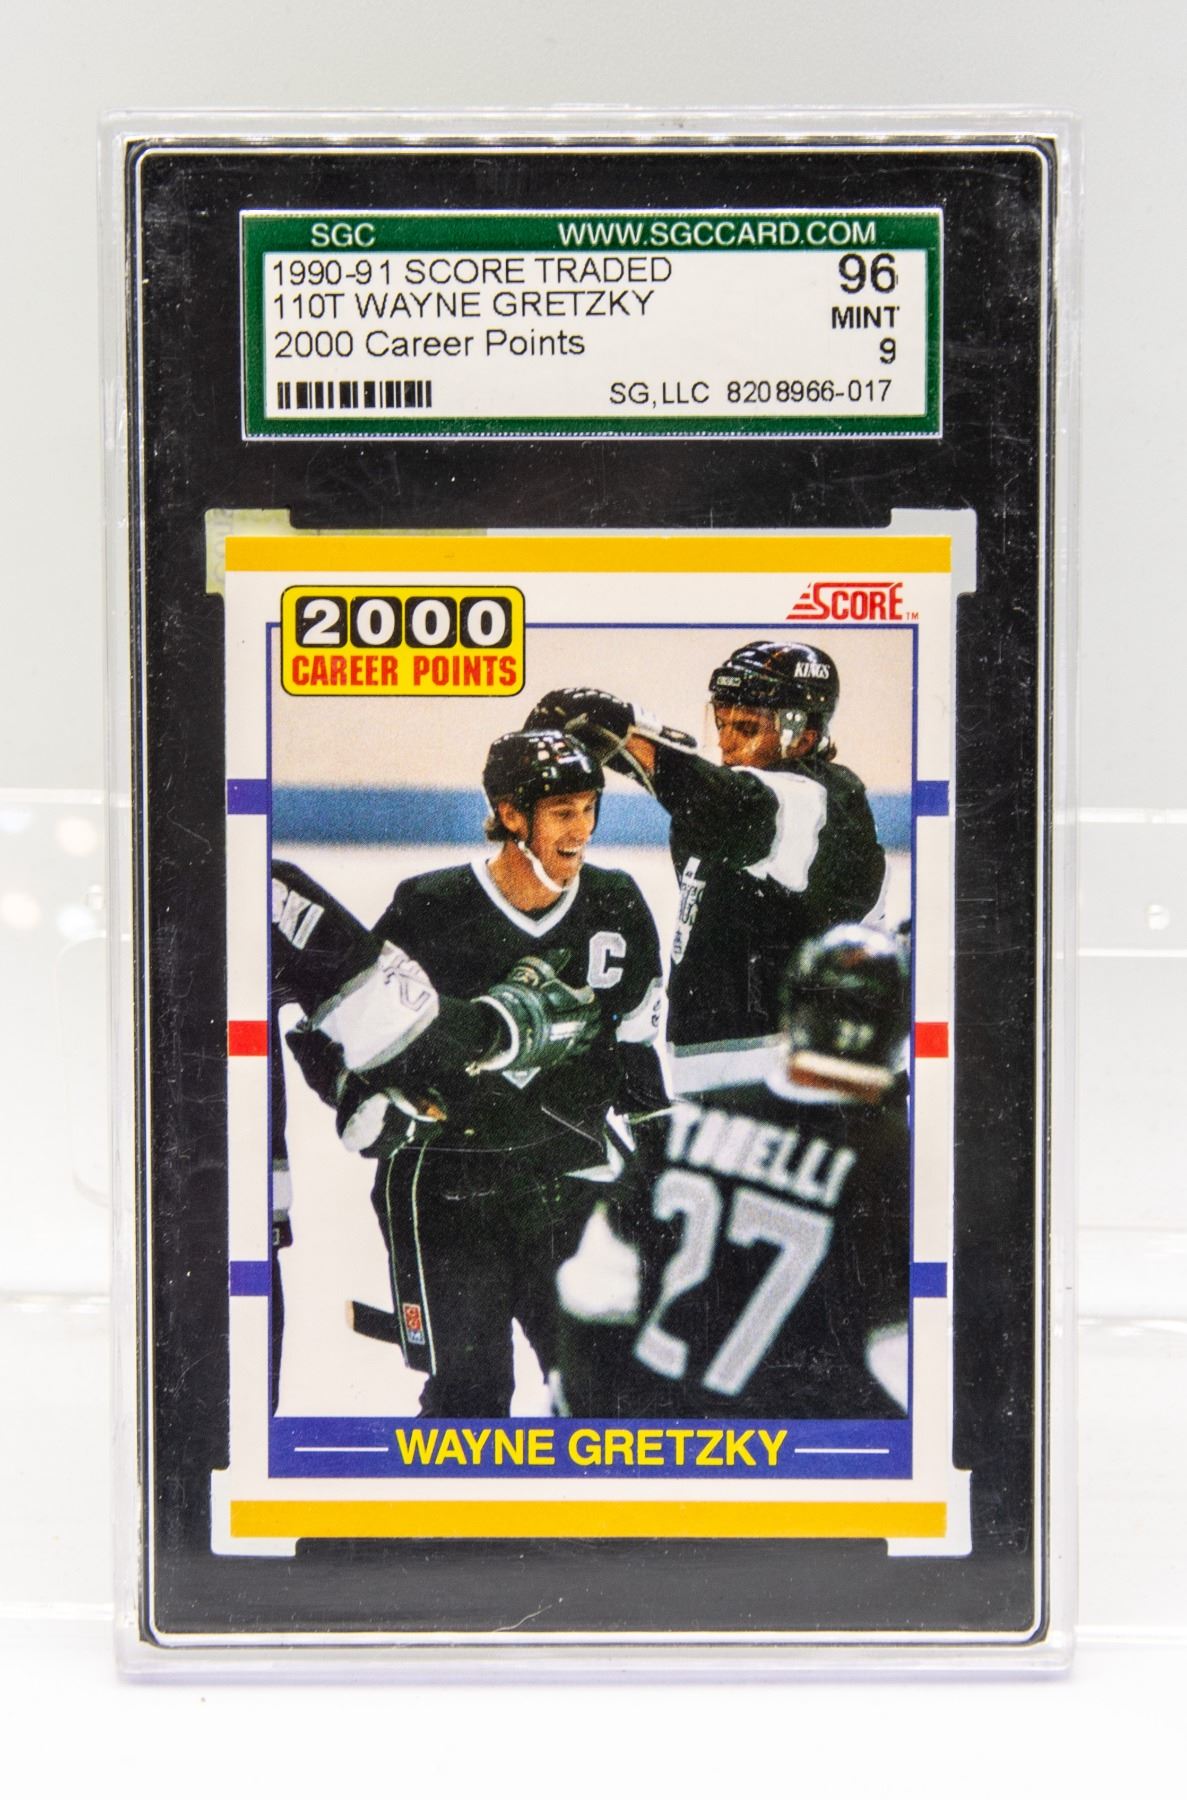 SGC WWW.SGCCARD.COM
1990-91 SCORE TRADED 96
110T WAYNE GRETZKY MINT
2000 Career Points 9
SG,LLC 8208966-017
2000
CAREER POINTS
SCORE™
KINGS
C
27
WAYNE GRETZKY